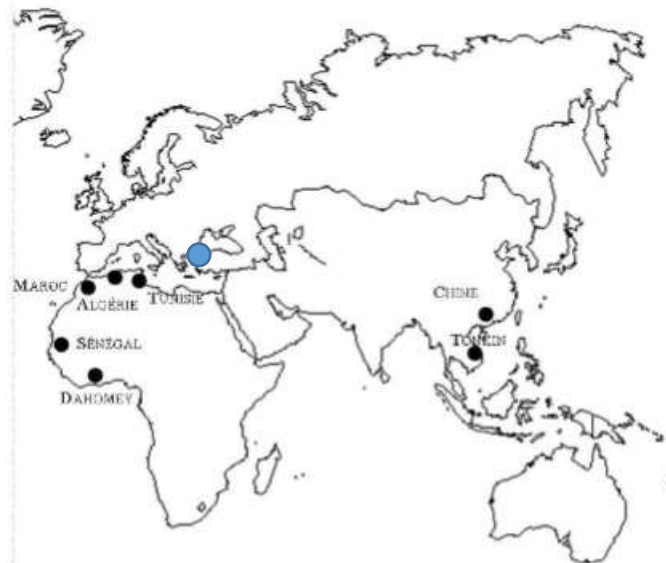 MAROC
ALGÉRIE
TUNISIE
CHINE
SÉNÉGAL
TONKIN
DAHOMEY